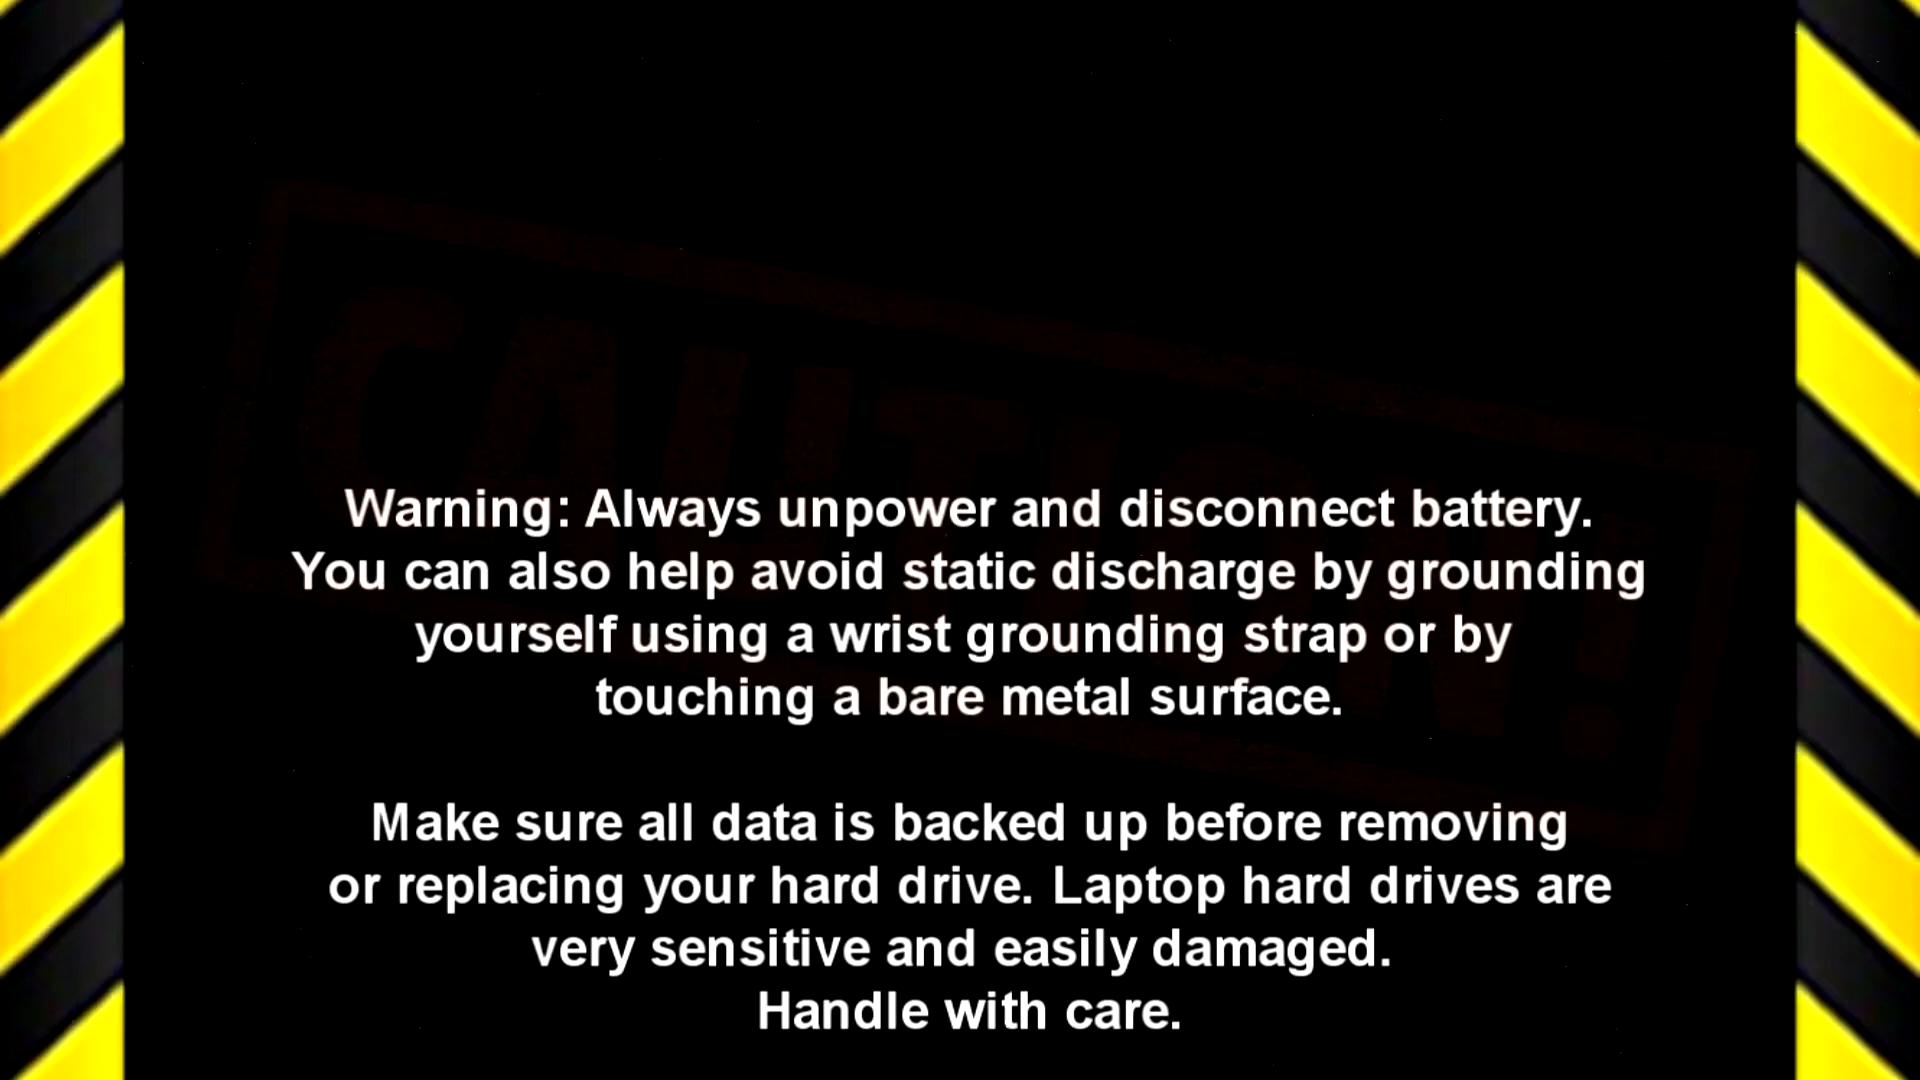 CAUTION!
Warning: Always unpower and disconnect battery.
You can also help avoid static discharge by grounding
yourself using a wrist grounding strap or by
touching a bare metal surface.
Make sure all data is backed up before removing
or replacing your hard drive. Laptop hard drives are
very sensitive and easily damaged.
Handle with care.